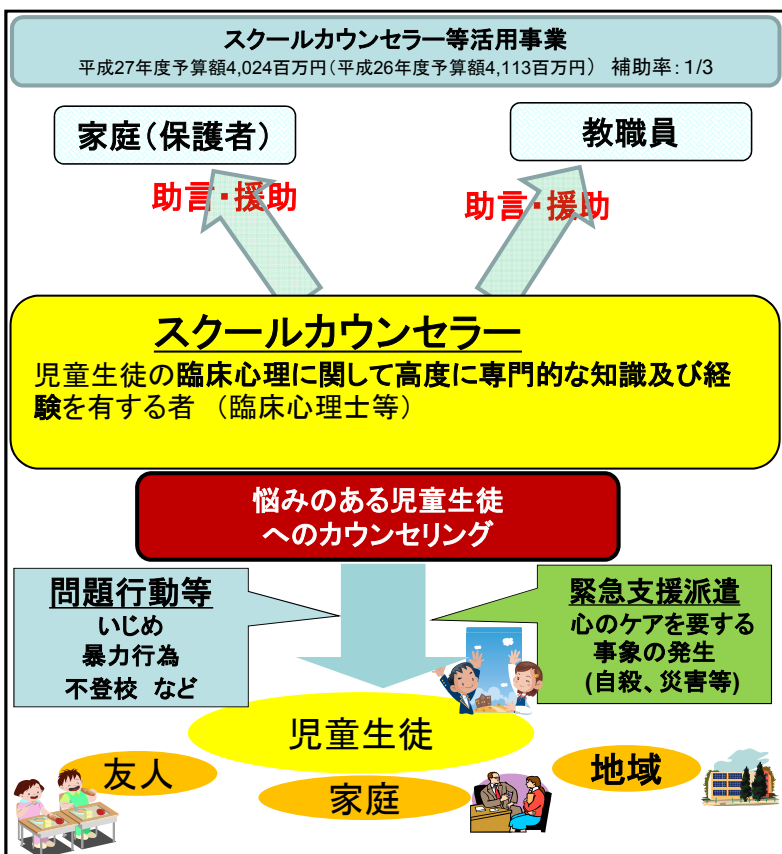 スクールカウンセラー等活用事業
平成27年度予算額4,024百万円(平成26年度予算額4,113百万円) 補助率:1/3
家庭(保護者)
教職員
助言・援助
助言・援助
スクールカウンセラー
児童生徒の臨床心理に関して高度に専門的な知識及び経
験を有する者 (臨床心理士等)
悩みのある児童生徒
へのカウンセリング
問題行動等
いじめ
暴力行為
不登校 など
緊急支援派遣
心のケアを要する
事象の発生
(自殺、災害等)
児童生徒
友人
家庭
地域